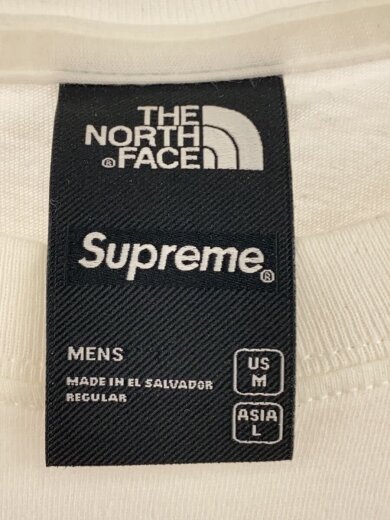 THE
NORTH
® FACE
Supreme®
MENS
MADE IN EL SALVADOR
REGULAR
US
M
ASIA
L